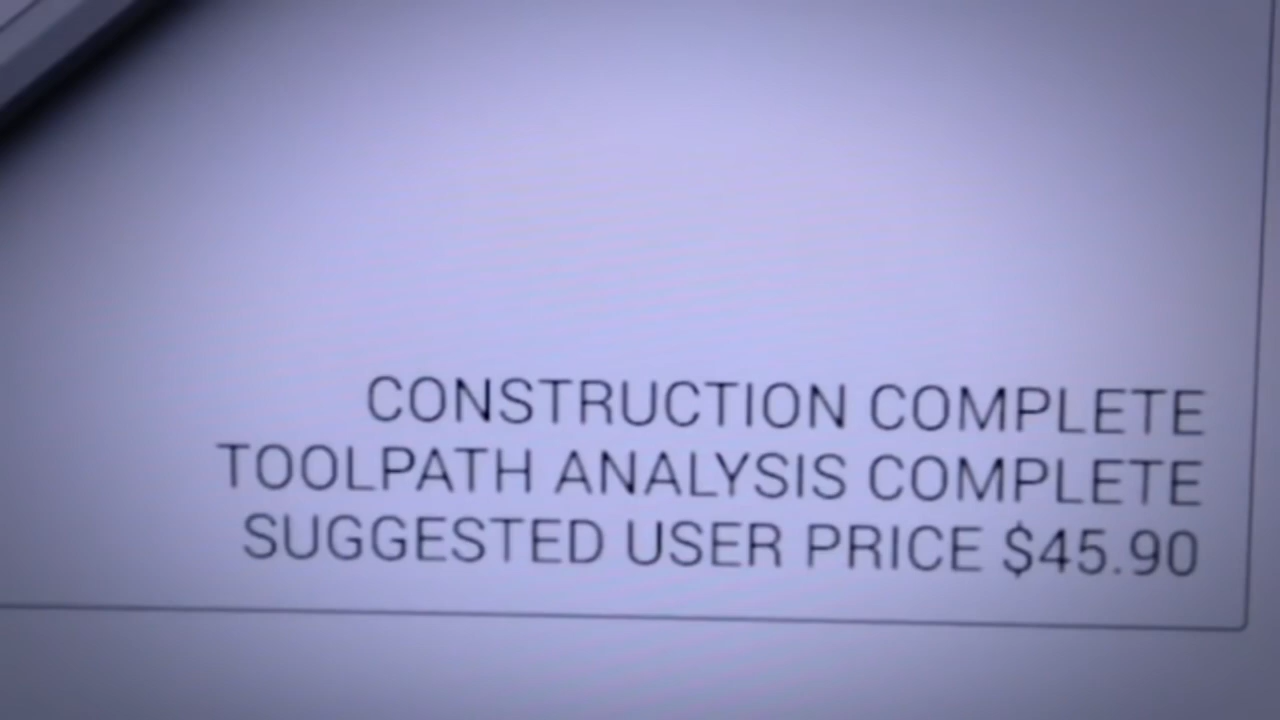 CONSTRUCTION COMPLETE
TOOLPATH ANALYSIS COMPLETE
SUGGESTED USER PRICE $45.90